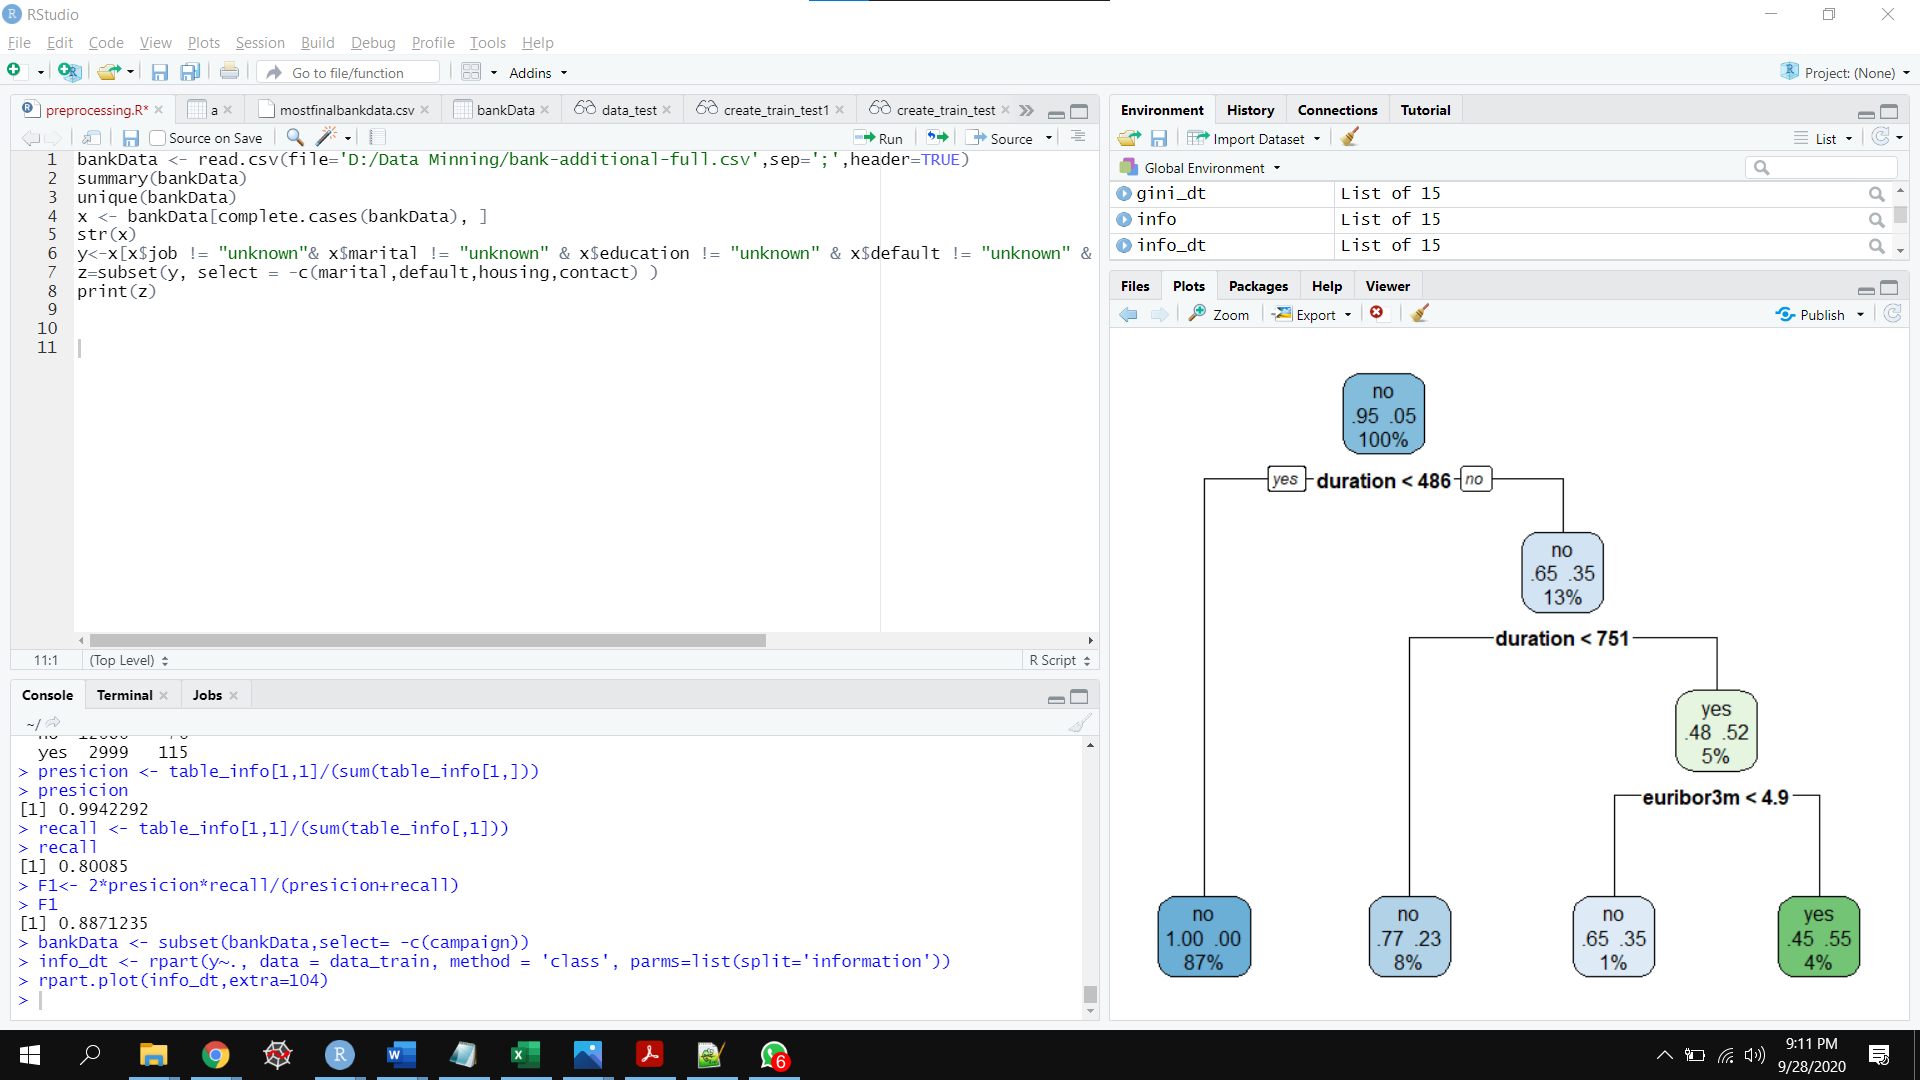 RStudio
File Edit Code View Plots Session Build Debug Profile Tools Help
Go to file/function Addins Project: (None)
preprocessing.R* a mostfinalbankdata.csv bankData data_test create_train_test1 create_train_test
Source on Save Run Source
1 bankData <- read.csv(file='D:/Data Minning/bank-additional-full.csv',sep=';',header=TRUE)
2 summary(bankData)
3 unique(bankData)
4 x <- bankData[complete.cases(bankData), ]
5 str(x)
6 y<-x[x$job != "unknown"& x$marital != "unknown" & x$education != "unknown" & x$default != "unknown" &
7 z=subset(y, select = -c(marital,default,housing,contact) )
8 print(z)
9
10
11
11:1 (Top Level) R Script
Console Terminal Jobs
~/
yes 2999 115
> presicion <- table_info[1,1]/(sum(table_info[1,]))
> presicion
[1] 0.9942292
> recall <- table_info[1,1]/(sum(table_info[,1]))
> recall
[1] 0.80085
> F1<- 2*presicion*recall/(presicion+recall)
> F1
[1] 0.8871235
> bankData <- subset(bankData,select= -c(campaign))
> info_dt <- rpart(y~., data = data_train, method = 'class', parms=list(split='information'))
> rpart.plot(info_dt,extra=104)
>
Environment History Connections Tutorial
Import Dataset List
Global Environment
gini_dt List of 15
info List of 15
info_dt List of 15
Files Plots Packages Help Viewer
Zoom Export Publish
no
.95 .05
100%
yes duration < 486 no
no
.65 .35
13%
duration < 751
yes
.48 .52
5%
euribor3m < 4.9
no
1.00 .00
87%
no
.77 .23
8%
no
.65 .35
1%
yes
.45 .55
4%
6
9:11 PM
9/28/2020